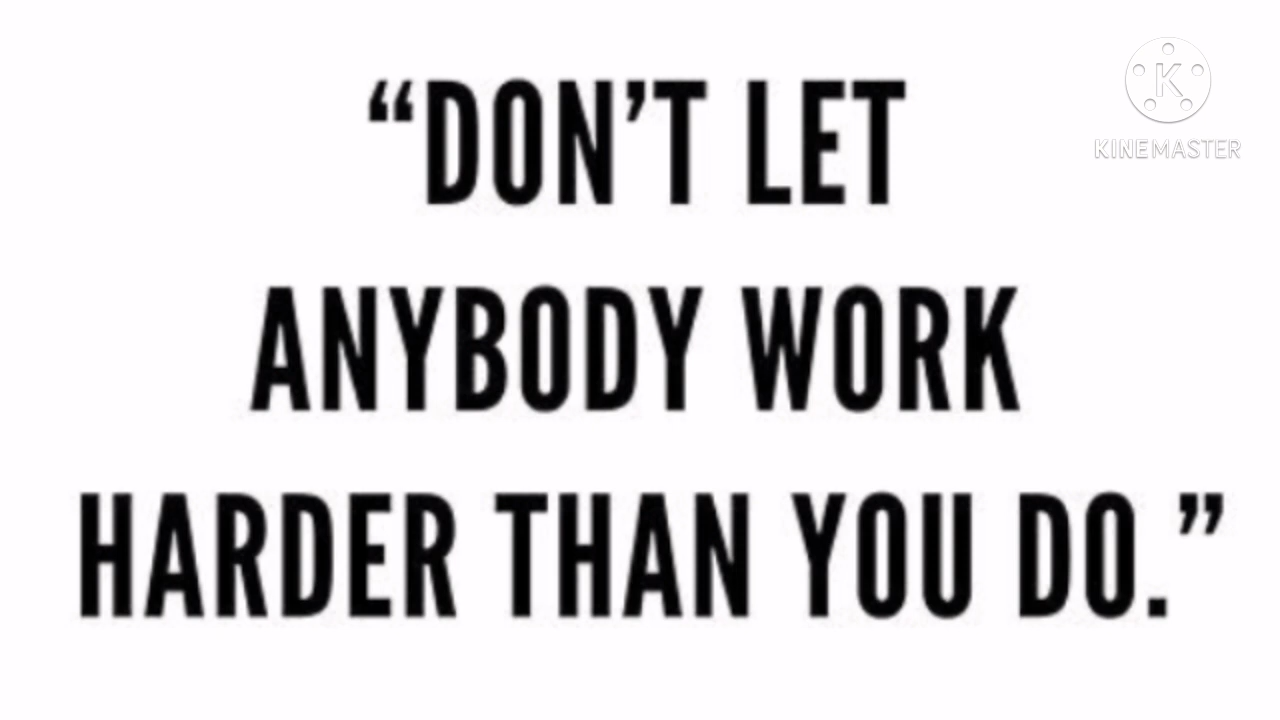 “DON’T LET
ANYBODY WORK
HARDER THAN YOU DO.”
K
KINEMASTER